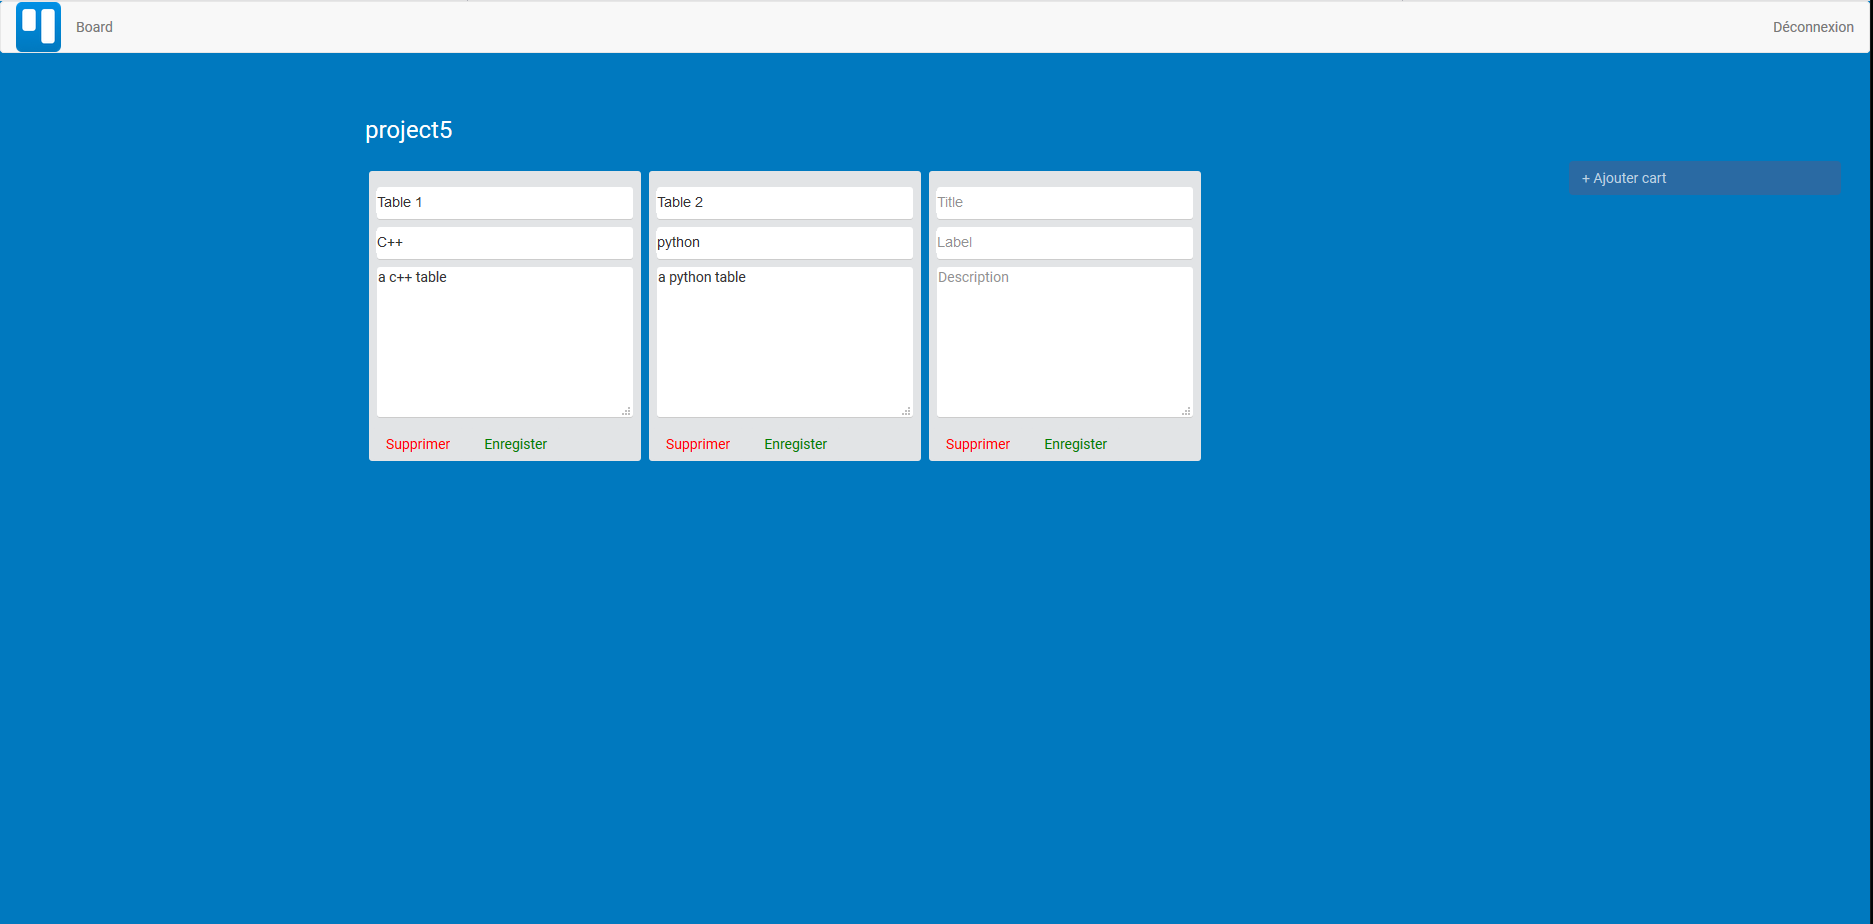 Board
Déconnexion
project5
+ Ajouter cart
Table 1
C++
a c++ table
Supprimer Enregister
Table 2
python
a python table
Supprimer Enregister
Title
Label
Description
Supprimer Enregister